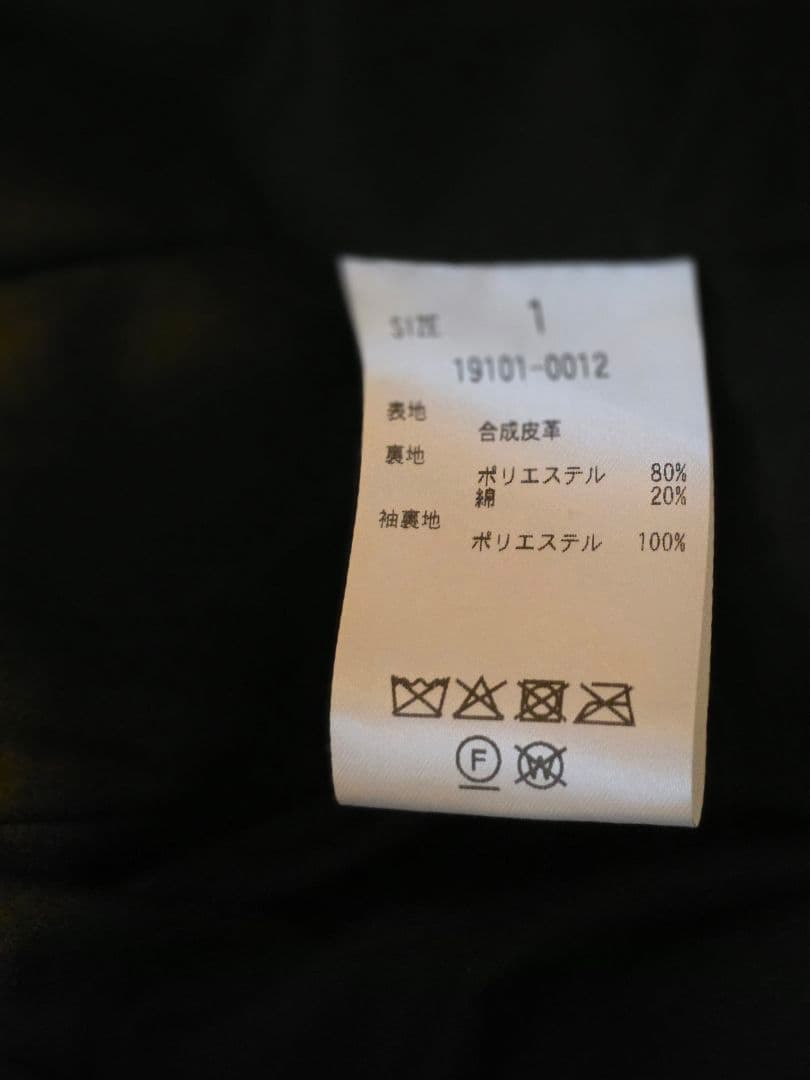 SIZE 1
19101-0012
表地
合成皮革
裏地
ポリエステル 80%
綿 20%
袖裏地
ポリエステル 100%
F W